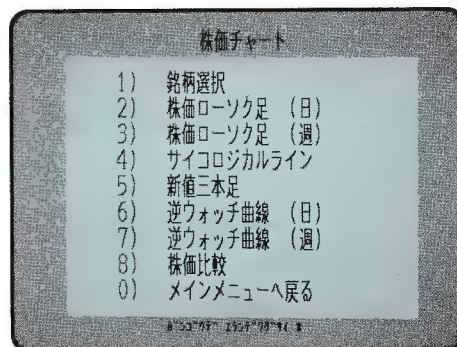 株価チャート
1) 銘柄選択
2) 株価ローソク足 (日)
3) 株価ローソク足 (週)
4) サイコロジカルライン
5) 新値三本足
6) 逆ウォッチ曲線 (日)
7) 逆ウォッチ曲線 (週)
8) 株価比較
0) メインメニューへ戻る